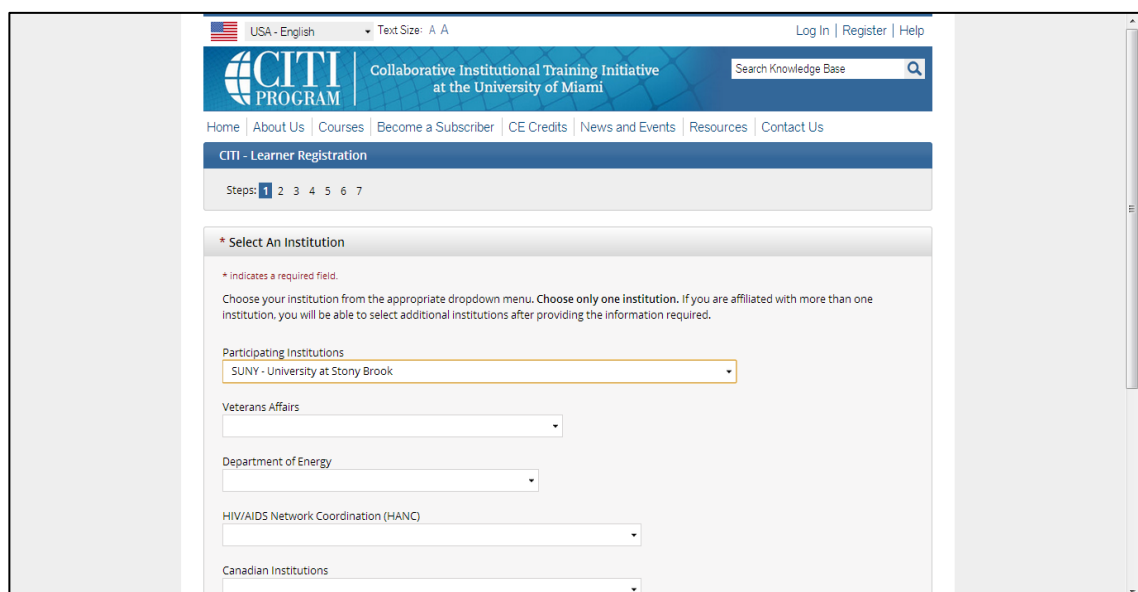 USA - English Text Size: A A Log In | Register | Help
CITI PROGRAM
Collaborative Institutional Training Initiative
at the University of Miami
Search Knowledge Base
Home | About Us | Courses | Become a Subscriber | CE Credits | News and Events | Resources | Contact Us
CITI - Learner Registration
Steps: 1 2 3 4 5 6 7
* Select An Institution
* indicates a required field.
Choose your institution from the appropriate dropdown menu. Choose only one institution. If you are affiliated with more than one
institution, you will be able to select additional institutions after providing the information required.
Participating Institutions
SUNY - University at Stony Brook
Veterans Affairs
Department of Energy
HIV/AIDS Network Coordination (HANC)
Canadian Institutions